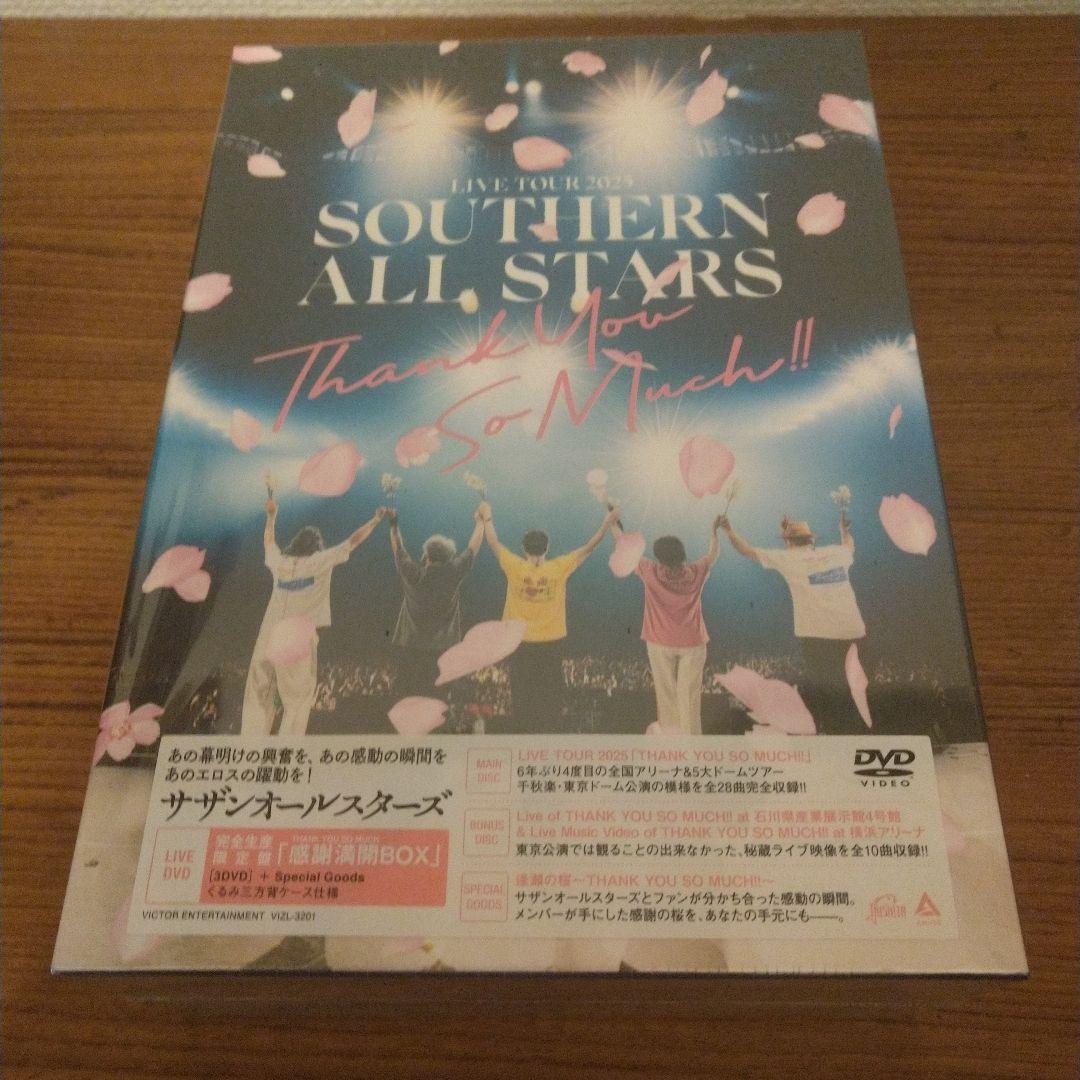 LIVE TOUR 2025
SOUTHERN
ALL STARS
Thank You
So Much!!
あの幕明けの興奮を、あの感動の瞬間を
あのエロスの躍動を!
サザンオールスターズ
LIVE
DVD
完全生産
限定盤
THANK YOU SO MUCH
「感謝満開BOX」
[3DVD] + Special Goods
くるみ三方背ケース仕様
VICTOR ENTERTAINMENT VIZL-3201
MAIN
DISC
LIVE TOUR 2025「THANK YOU SO MUCH!!」
6年ぶり4度目の全国アリーナ&5大ドームツアー
千秋楽・東京ドーム公演の模様を全28曲完全収録!!
BONUS
DISC
Live of THANK YOU SO MUCH!! at 石川県産業展示館4号館
& Live Music Video of THANK YOU SO MUCH!! at 横浜アリーナ
東京公演では観ることの出来なかった、秘蔵ライブ映像を全10曲収録!!
SPECIAL
GOODS
逢瀬の桜〜THANK YOU SO MUCH!!〜
サザンオールスターズとファンが分かち合った感動の瞬間。
メンバーが手にした感謝の桜を、あなたの手元にも――。
DVD
VIDEO